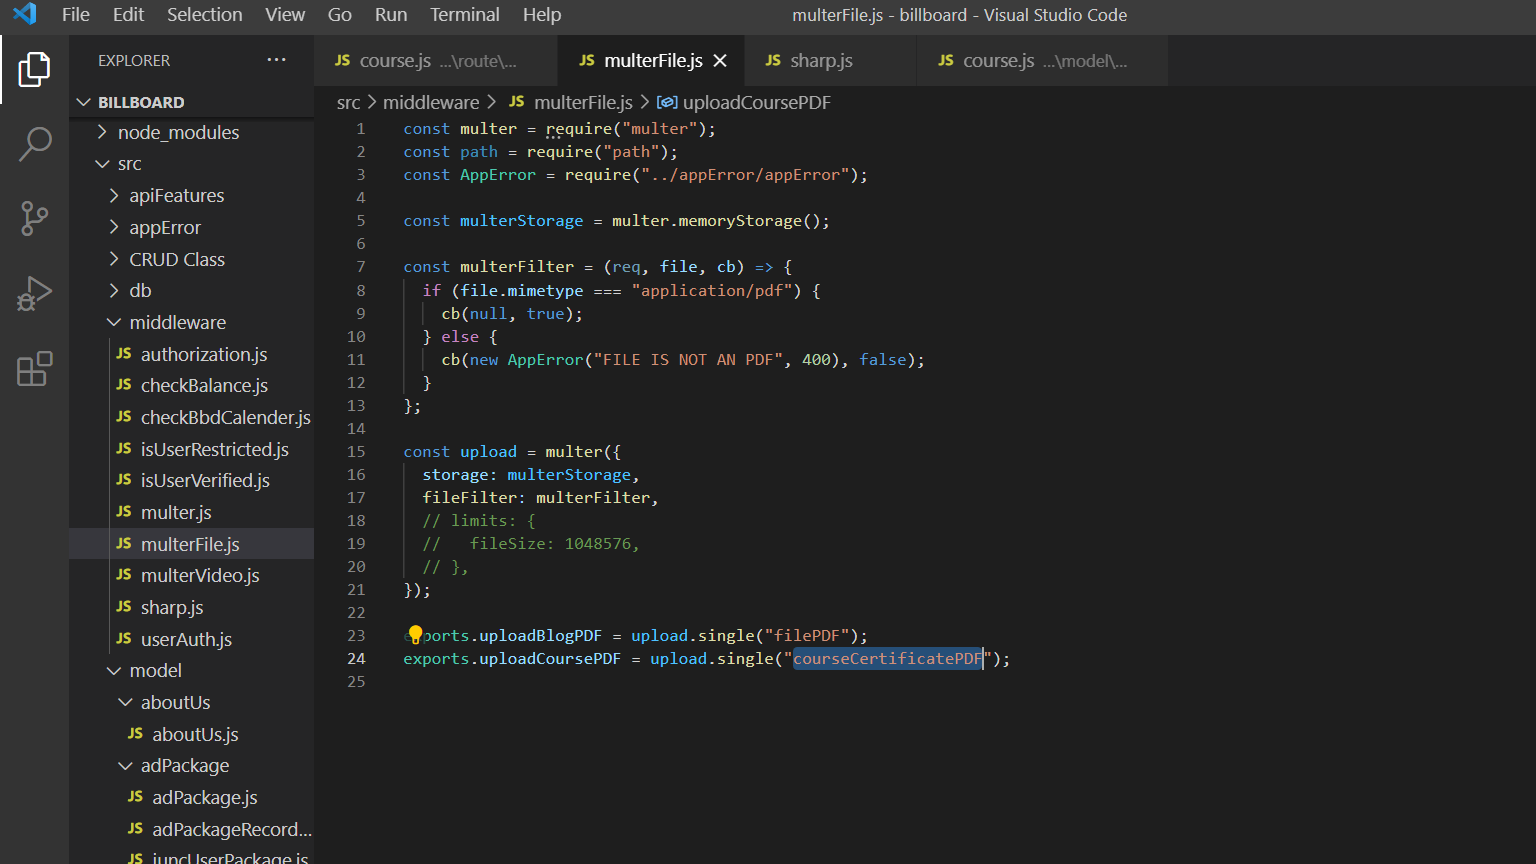 File Edit Selection View Go Run Terminal Help multerFile.js - billboard - Visual Studio Code
EXPLORER ...
JS course.js ...\route\...
JS multerFile.js
JS sharp.js
JS course.js ...\model\...
BILLBOARD
node_modules
src
apiFeatures
appError
CRUD Class
db
middleware
JS authorization.js
JS checkBalance.js
JS checkBbdCalender.js
JS isUserRestricted.js
JS isUserVerified.js
JS multer.js
JS multerFile.js
JS multerVideo.js
JS sharp.js
JS userAuth.js
model
aboutUs
JS aboutUs.js
adPackage
JS adPackage.js
JS adPackageRecord...
JS juncUserPackage.js
src > middleware > JS multerFile.js > uploadCoursePDF
1 const multer = require("multer");
2 const path = require("path");
3 const AppError = require("../appError/appError");
4
5 const multerStorage = multer.memoryStorage();
6
7 const multerFilter = (req, file, cb) => {
8 if (file.mimetype === "application/pdf") {
9 cb(null, true);
10 } else {
11 cb(new AppError("FILE IS NOT AN PDF", 400), false);
12 }
13 };
14
15 const upload = multer({
16 storage: multerStorage,
17 fileFilter: multerFilter,
18 // limits: {
19 // fileSize: 1048576,
20 // },
21 });
22
23 exports.uploadBlogPDF = upload.single("filePDF");
24 exports.uploadCoursePDF = upload.single("courseCertificatePDF");
25